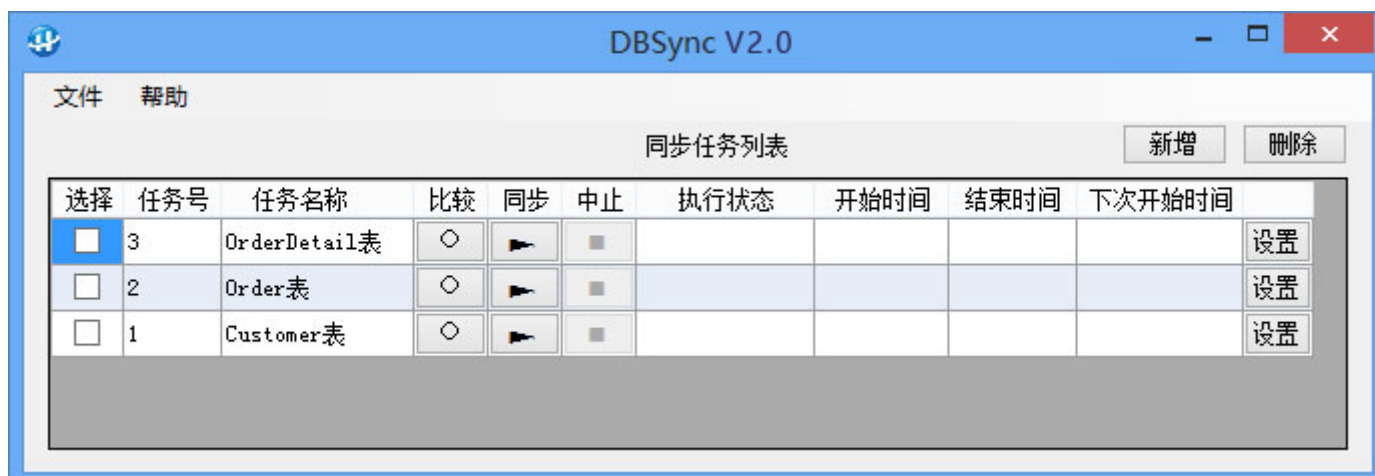 DBSync V2.0
文件 帮助
同步任务列表 新增 删除
选择 任务号 任务名称 比较 同步 中止 执行状态 开始时间 结束时间 下次开始时间
3 OrderDetail表 设置
2 Order表 设置
1 Customer表 设置